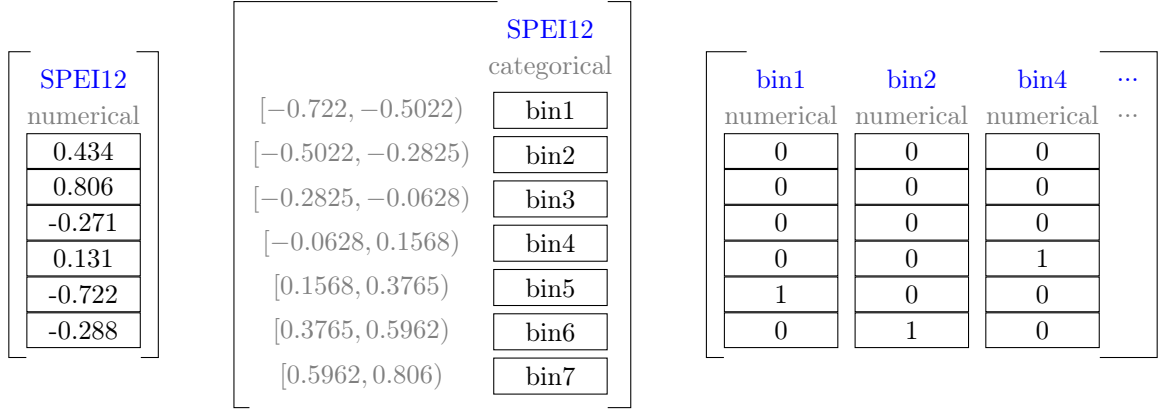 SPEI12
numerical
0.434
0.806
-0.271
0.131
-0.722
-0.288
SPEI12
categorical
[−0.722, −0.5022) bin1
[−0.5022, −0.2825) bin2
[−0.2825, −0.0628) bin3
[−0.0628, 0.1568) bin4
[0.1568, 0.3765) bin5
[0.3765, 0.5962) bin6
[0.5962, 0.806) bin7
bin1 bin2 bin4 ...
numerical numerical numerical ...
0 0 0
0 0 0
0 0 0
0 0 1
1 0 0
0 1 0